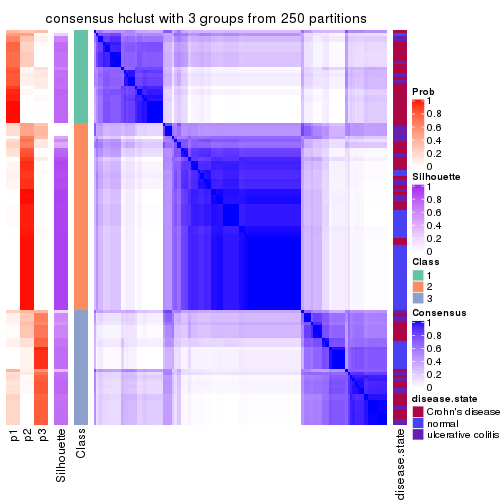 consensus hclust with 3 groups from 250 partitions
Prob
1
0.8
0.6
0.4
0.2
0
Silhouette
1
0.8
0.6
0.4
0.2
0
Class
1
2
3
Consensus
1
0.8
0.6
0.4
0.2
0
disease.state
Crohn's disease
normal
ulcerative colitis
p1
p2
p3
Silhouette
Class
disease.state